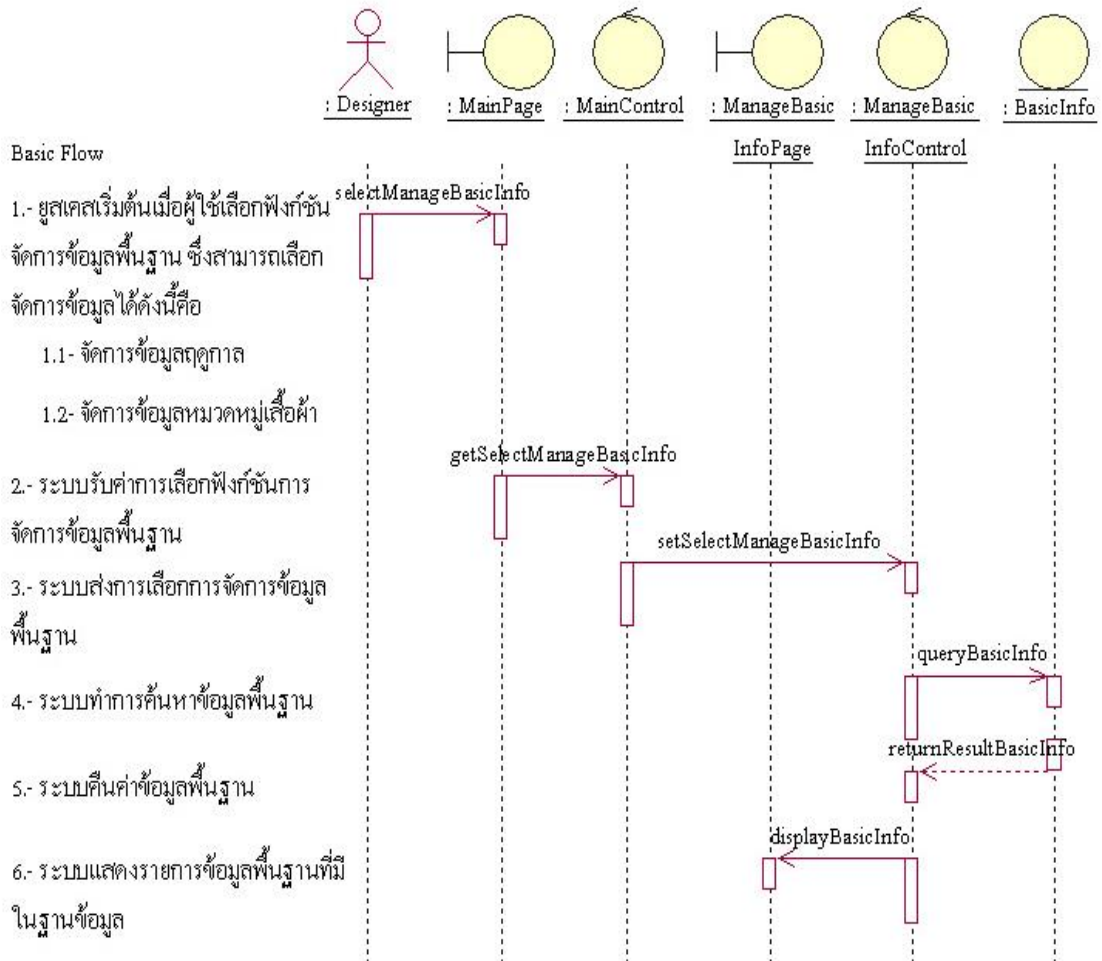 : Designer : MainPage : MainControl : ManageBasic : ManageBasic : BasicInfo
InfoPage InfoControl
Basic Flow
selectManageBasicInfo
1.- ยูสเคสเริ่มต้นเมื่อผู้ใช้เลือกฟังก์ชัน
จัดการข้อมูลพื้นฐาน ซึ่งสามารถเลือก
จัดการข้อมูลได้ดังนี้คือ
1.1- จัดการข้อมูลฤดูกาล
1.2- จัดการข้อมูลหมวดหมู่เสื้อผ้า
getSelectManageBasicInfo
2.- ระบบรับค่าการเลือกฟังก์ชันการ
จัดการข้อมูลพื้นฐาน
setSelectManageBasicInfo
3.- ระบบส่งการเลือกการจัดการข้อมูล
พื้นฐาน
queryBasicInfo
4.- ระบบทำการค้นหาข้อมูลพื้นฐาน
returnResultBasicInfo
5.- ระบบคืนค่าข้อมูลพื้นฐาน
displayBasicInfo
6.- ระบบแสดงรายการข้อมูลพื้นฐานที่มี
ในฐานข้อมูล